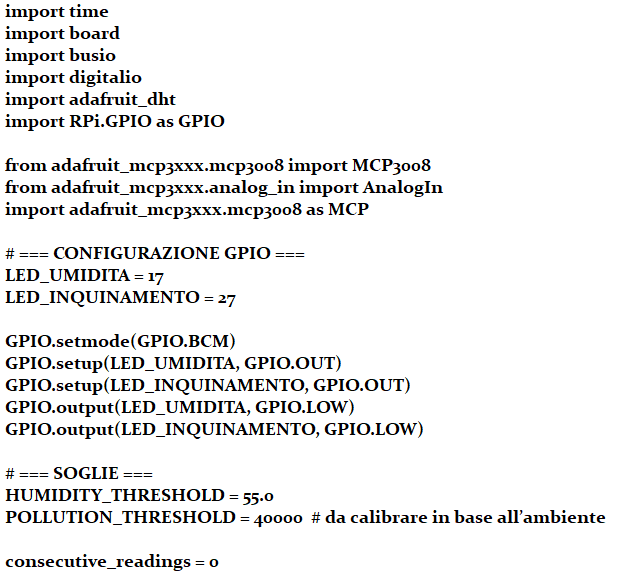 import time
import board
import busio
import digitalio
import adafruit_dht
import RPi.GPIO as GPIO

from adafruit_mcp3xxx.mcp3008 import MCP3008
from adafruit_mcp3xxx.analog_in import AnalogIn
import adafruit_mcp3xxx.mcp3008 as MCP

# === CONFIGURAZIONE GPIO ===
LED_UMIDITA = 17
LED_INQUINAMENTO = 27

GPIO.setmode(GPIO.BCM)
GPIO.setup(LED_UMIDITA, GPIO.OUT)
GPIO.setup(LED_INQUINAMENTO, GPIO.OUT)
GPIO.output(LED_UMIDITA, GPIO.LOW)
GPIO.output(LED_INQUINAMENTO, GPIO.LOW)

# === SOGLIE ===
HUMIDITY_THRESHOLD = 55.0
POLLUTION_THRESHOLD = 40000  # da calibrare in base all’ambiente

consecutive_readings = 0